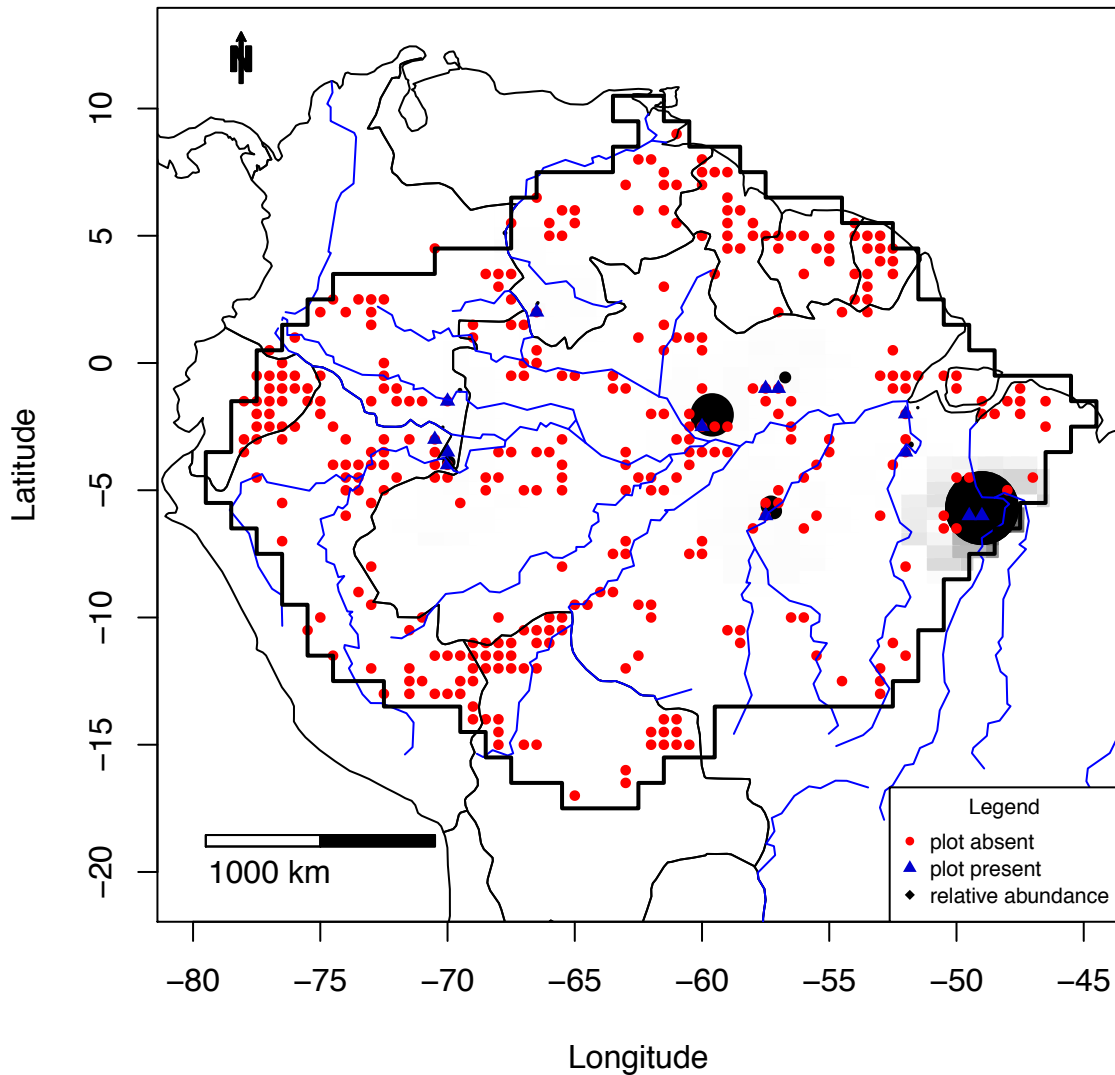 N
10
5
0
−5
−10
−15
−20
Latitude
1000 km
Legend
plot absent
plot present
relative abundance
−80 −75 −70 −65 −60 −55 −50 −45
Longitude